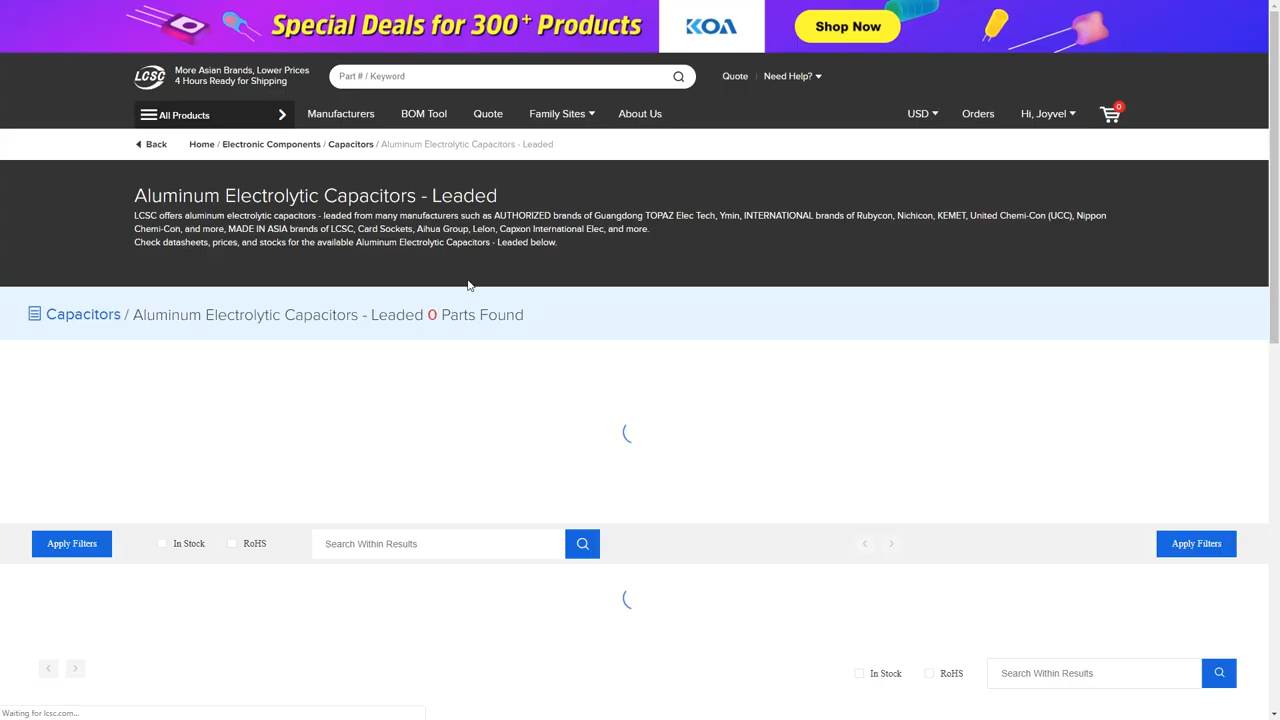 Special Deals for 300+ Products
KOA
Shop Now
LCSC
More Asian Brands, Lower Prices
4 Hours Ready for Shipping
Part # / Keyword
Quote
Need Help?
0
All Products
Manufacturers
BOM Tool
Quote
Family Sites
About Us
USD
Orders
Hi, Joyvel
Back
Home / Electronic Components / Capacitors / Aluminum Electrolytic Capacitors - Leaded
Aluminum Electrolytic Capacitors - Leaded
LCSC offers aluminum electrolytic capacitors - leaded from many manufacturers such as AUTHORIZED brands of Guangdong TOPAZ Elec Tech, Ymin, INTERNATIONAL brands of Rubycon, Nichicon, KEMET, United Chemi-Con (UCC), Nippon
Chemi-Con, and more, MADE IN ASIA brands of LCSC, Card Sockets, Aihua Group, Lelon, Capxon International Elec, and more.
Check datasheets, prices, and stocks for the available Aluminum Electrolytic Capacitors - Leaded below.
Capacitors / Aluminum Electrolytic Capacitors - Leaded 0 Parts Found
Apply Filters
In Stock
RoHS
Search Within Results
Apply Filters
In Stock
RoHS
Search Within Results
Waiting for lcsc.com...